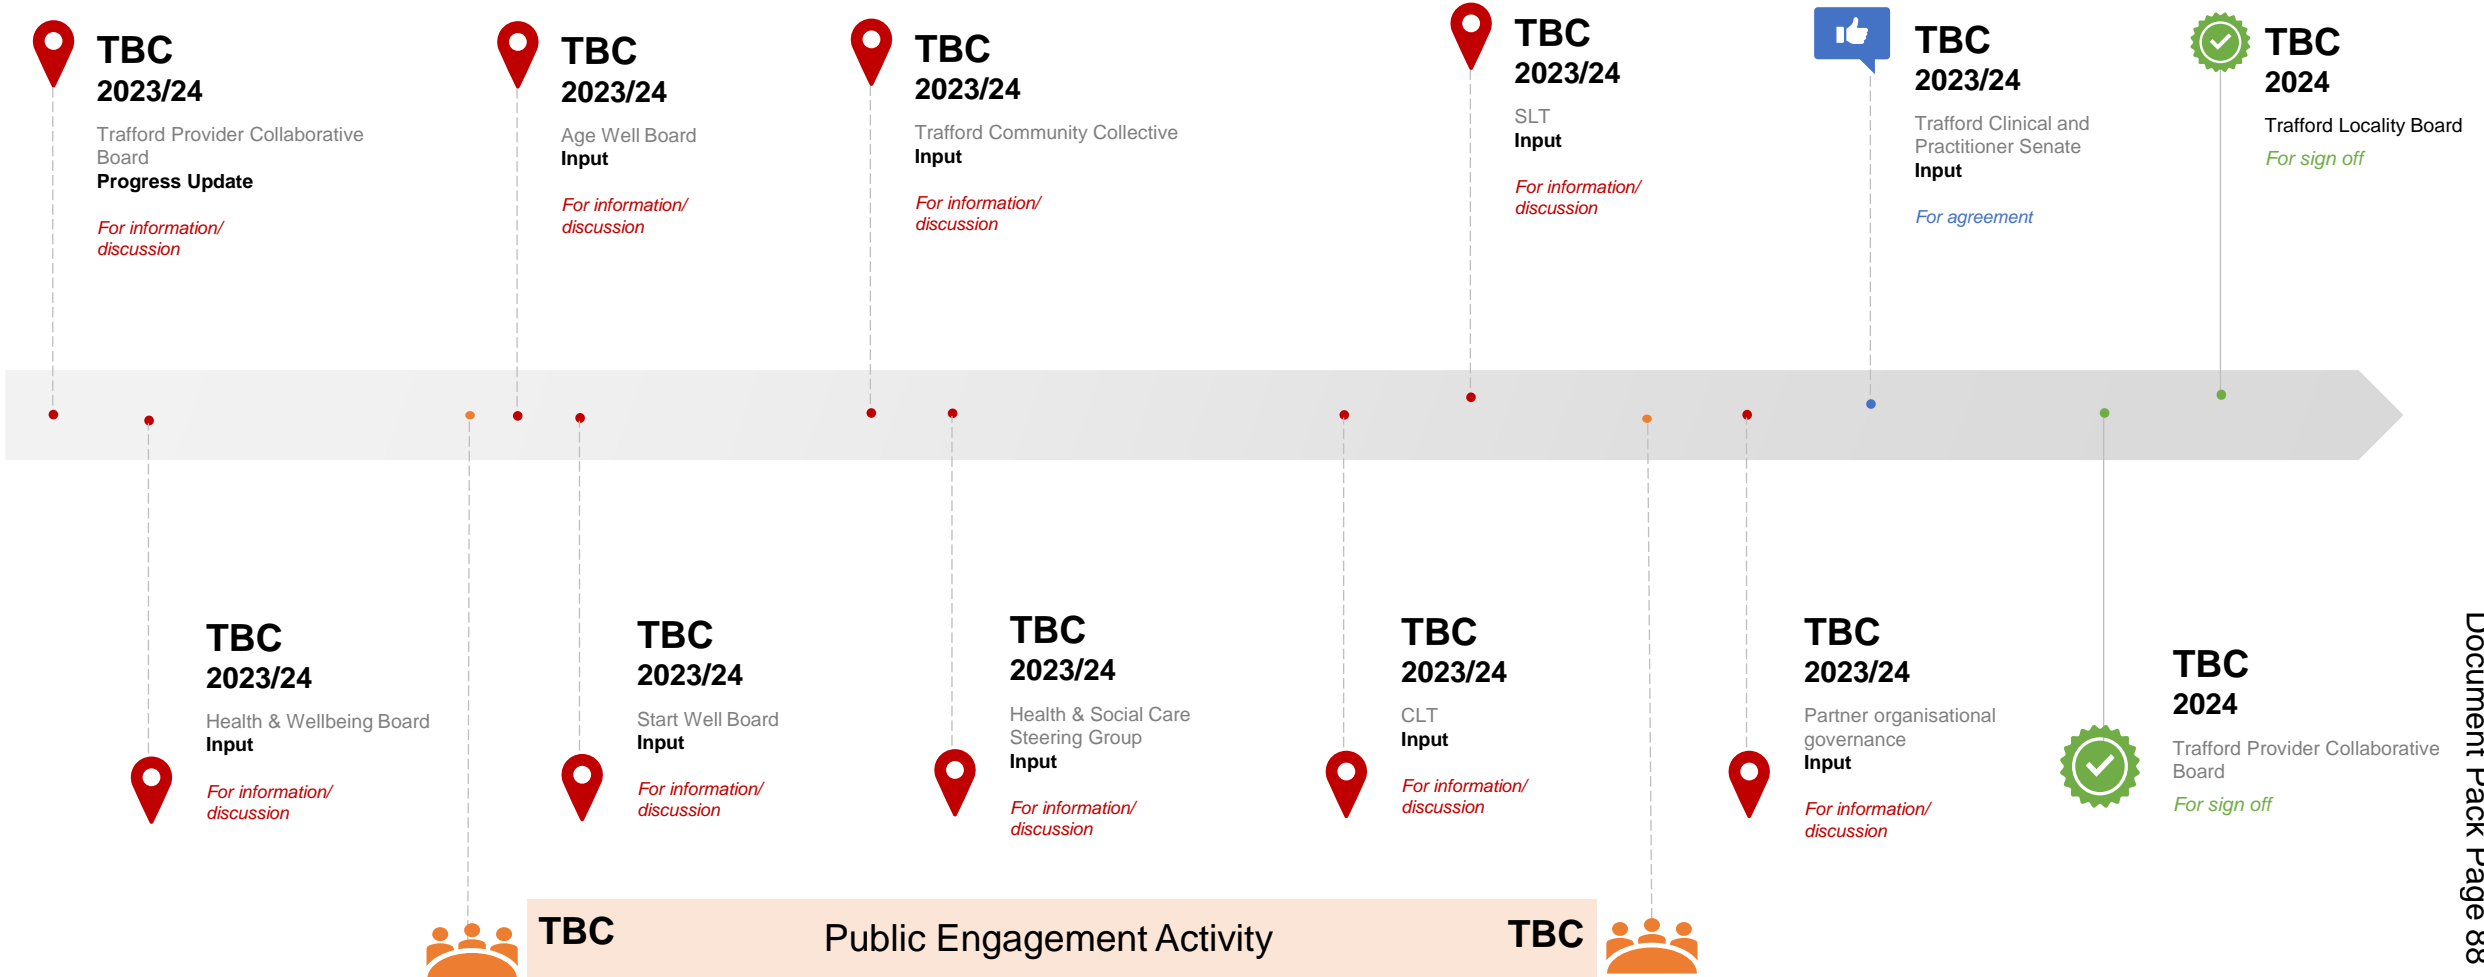 TBC
2023/24
Trafford Provider Collaborative
Board
Progress Update
For information/
discussion
TBC
2023/24
Age Well Board
Input
For information/
discussion
TBC
2023/24
Trafford Community Collective
Input
For information/
discussion
TBC
2023/24
SLT
Input
For information/
discussion
TBC
2023/24
Trafford Clinical and
Practitioner Senate
Input
For agreement
TBC
2024
Trafford Locality Board
For sign off
TBC
2023/24
Health & Wellbeing Board
Input
For information/
discussion
TBC
2023/24
Start Well Board
Input
For information/
discussion
TBC
2023/24
Health & Social Care
Steering Group
Input
For information/
discussion
TBC
2023/24
CLT
Input
For information/
discussion
TBC
2023/24
Partner organisational
governance
Input
For information/
discussion
TBC
2024
Trafford Provider Collaborative
Board
For sign off
TBC
Public Engagement Activity
TBC
Document Pack Page 88